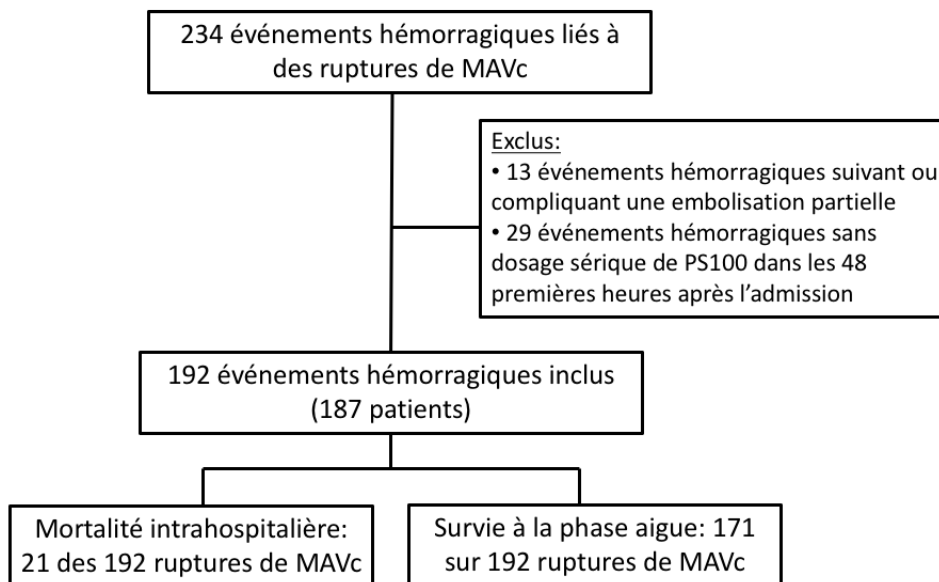 234 événements hémorragiques liés à
des ruptures de MAVc
Exclus:
• 13 événements hémorragiques suivant ou
compliquant une embolisation partielle
• 29 événements hémorragiques sans
dosage sérique de PS100 dans les 48
premières heures après l’admission
192 événements hémorragiques inclus
(187 patients)
Mortalité intrahospitalière:
21 des 192 ruptures de MAVc
Survie à la phase aigue: 171
sur 192 ruptures de MAVc